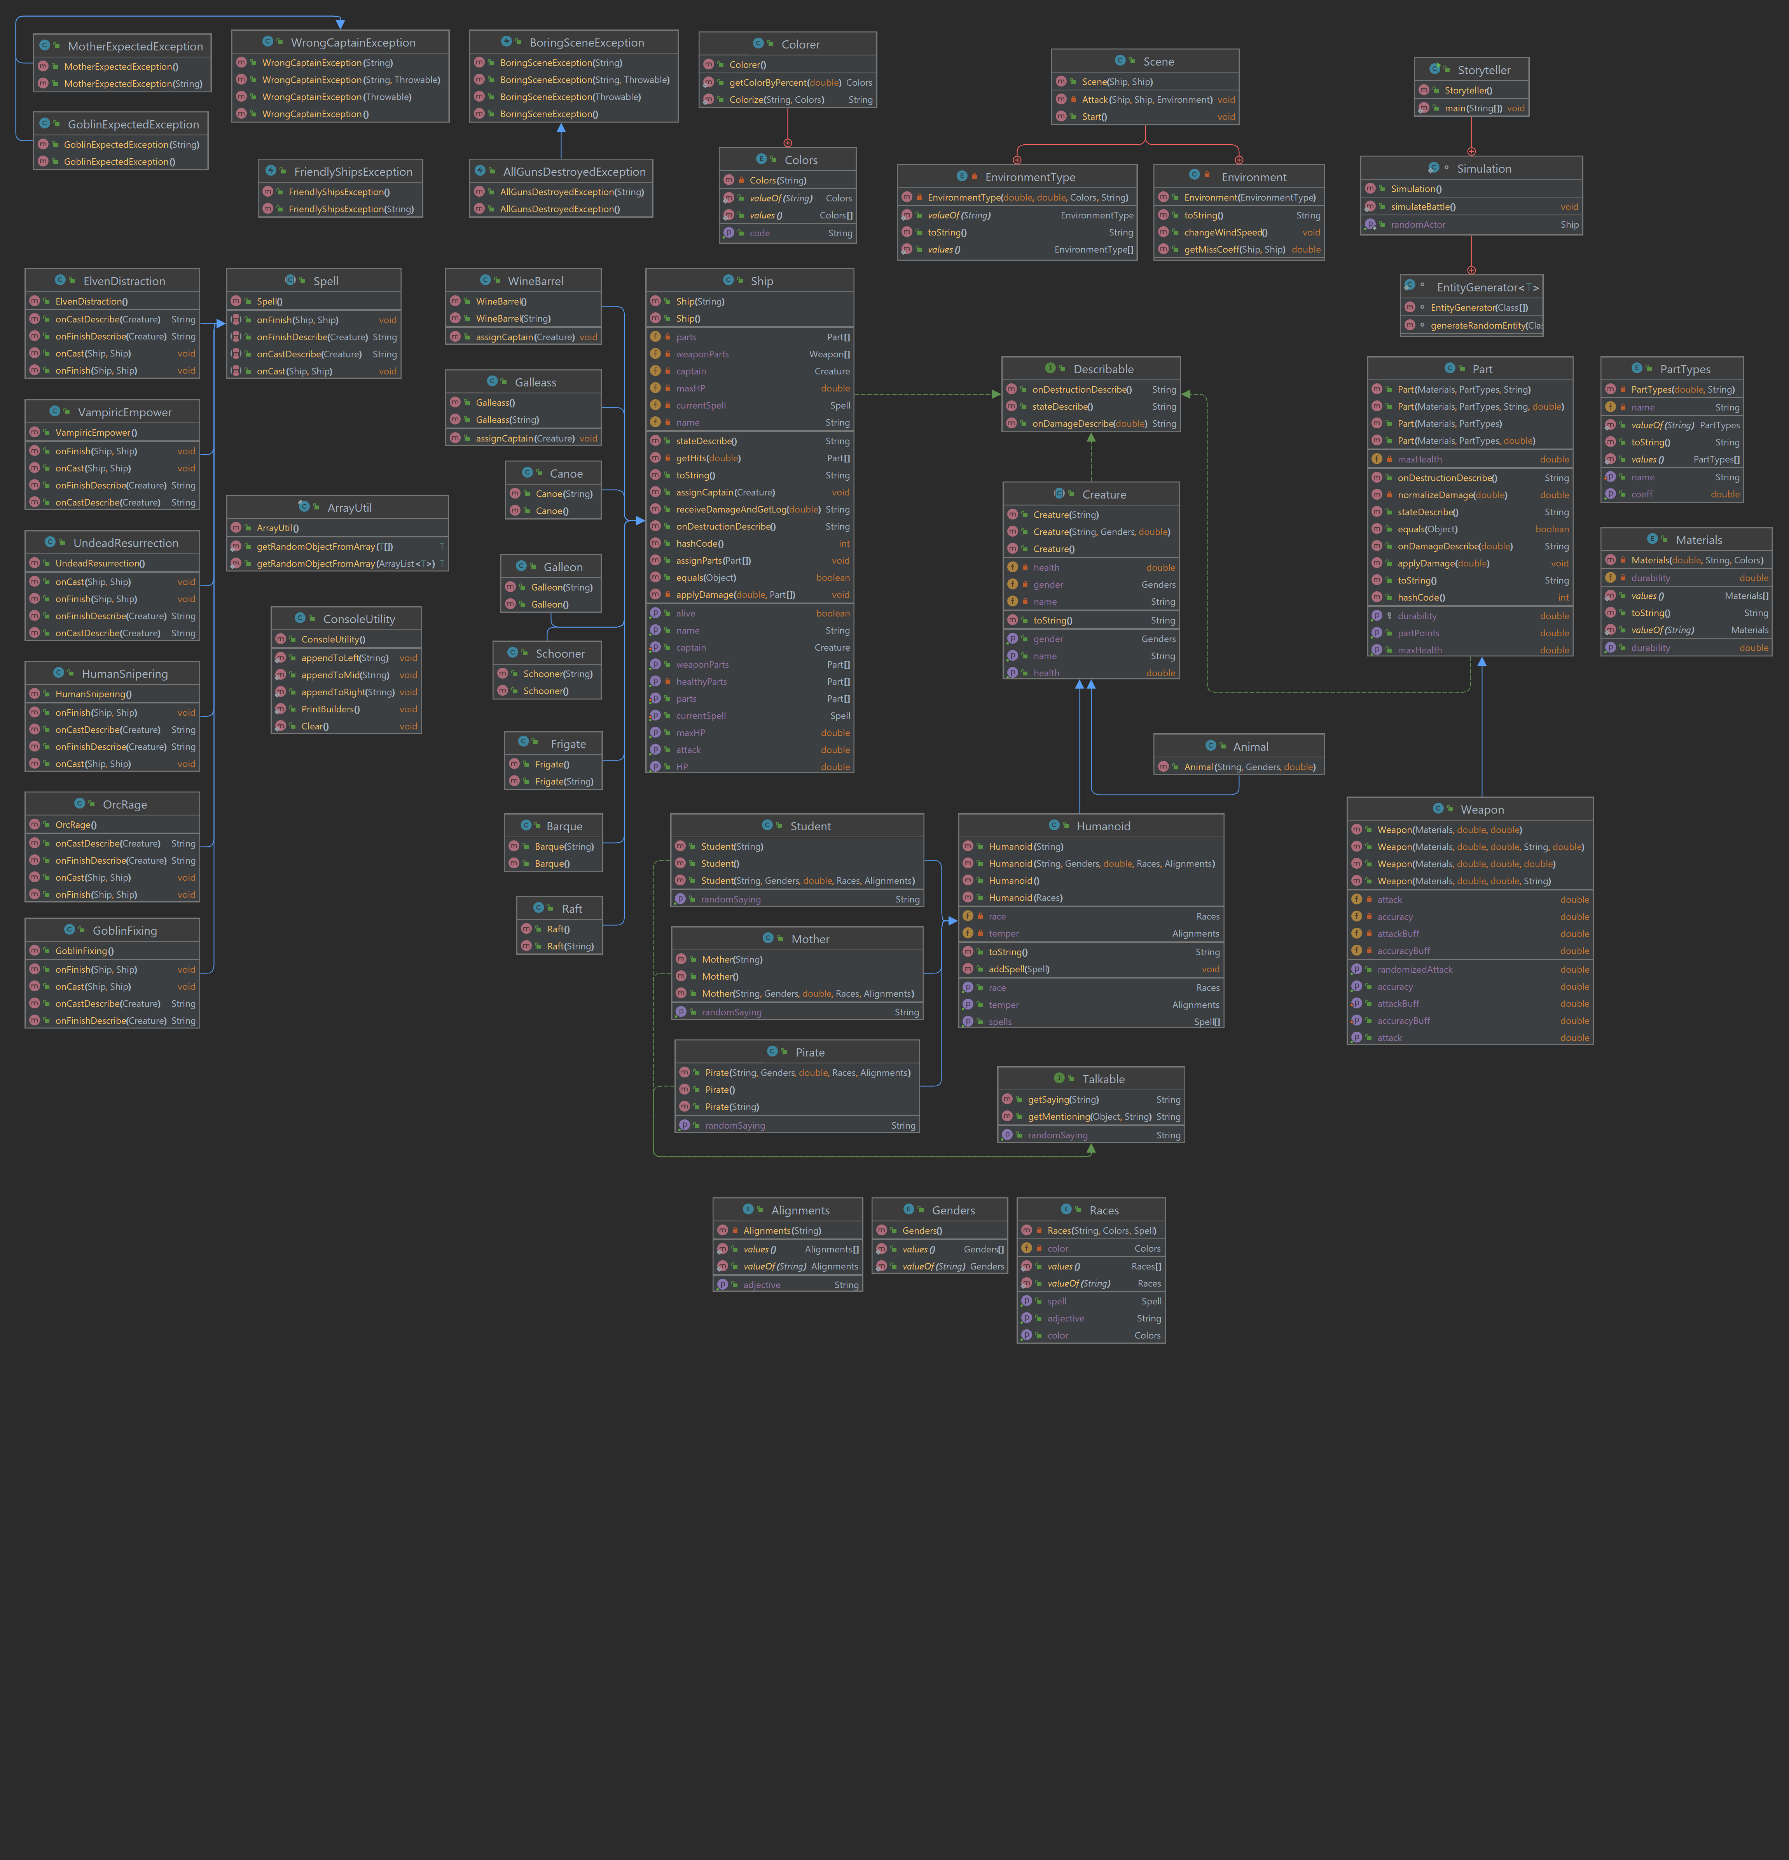 MotherExpectedException
MotherExpectedException()
MotherExpectedException(String)
GoblinExpectedException
GoblinExpectedException(String)
GoblinExpectedException()
WrongCaptainException
WrongCaptainException(String)
WrongCaptainException(String, Throwable)
WrongCaptainException(Throwable)
WrongCaptainException()
FriendlyShipsException
FriendlyShipsException()
FriendlyShipsException(String)
BoringSceneException
BoringSceneException(String)
BoringSceneException(String, Throwable)
BoringSceneException(Throwable)
BoringSceneException()
AllGunsDestroyedException
AllGunsDestroyedException(String)
AllGunsDestroyedException()
Colorer
Colorer()
getColorByPercent(double) Colors
Colorize(String, Colors) String
Colors
Colors(String)
valueOf(String) Colors
values() Colors[]
code String
Scene
Scene(Ship, Ship)
Attack(Ship, Ship, Environment) void
Start() void
EnvironmentType
EnvironmentType(double, double, Colors, String)
valueOf(String) EnvironmentType
toString() String
values() EnvironmentType[]
Environment
Environment(EnvironmentType)
toString() String
changeWindSpeed() void
getMissCoeff(Ship, Ship) double
Storyteller
Storyteller()
main(String[]) void
Simulation
Simulation()
simulateBattle() void
randomActor Ship
EntityGenerator<T>
EntityGenerator(Class[])
generateRandomEntity(Cla
ElvenDistraction
ElvenDistraction()
onCastDescribe(Creature) String
onFinishDescribe(Creature) String
onCast(Ship, Ship) void
onFinish(Ship, Ship) void
VampiricEmpower
VampiricEmpower()
onFinish(Ship, Ship) void
onCast(Ship, Ship) void
onFinishDescribe(Creature) String
onCastDescribe(Creature) String
UndeadResurrection
UndeadResurrection()
onCast(Ship, Ship) void
onFinish(Ship, Ship) void
onFinishDescribe(Creature) String
onCastDescribe(Creature) String
HumanSnipering
HumanSnipering()
onFinish(Ship, Ship) void
onCastDescribe(Creature) String
onFinishDescribe(Creature) String
onCast(Ship, Ship) void
OrcRage
OrcRage()
onCastDescribe(Creature) String
onFinishDescribe(Creature) String
onCast(Ship, Ship) void
onFinish(Ship, Ship) void
GoblinFixing
GoblinFixing()
onFinish(Ship, Ship) void
onCast(Ship, Ship) void
onCastDescribe(Creature) String
onFinishDescribe(Creature) String
Spell
Spell()
onFinish(Ship, Ship) void
onFinishDescribe(Creature) String
onCastDescribe(Creature) String
onCast(Ship, Ship) void
ArrayUtil
ArrayUtil()
getRandomObjectFromArray(T[]) T
getRandomObjectFromArray(ArrayList<T>) T
ConsoleUtility
ConsoleUtility()
appendToLeft(String) void
appendToMid(String) void
appendToRight(String) void
PrintBuilders() void
Clear() void
WineBarrel
WineBarrel()
WineBarrel(String)
assignCaptain(Creature) void
Galleass
Galleass()
Galleass(String)
assignCaptain(Creature) void
Canoe
Canoe(String)
Canoe()
Galleon
Galleon(String)
Galleon()
Schooner
Schooner(String)
Schooner()
Frigate
Frigate()
Frigate(String)
Barque
Barque(String)
Barque()
Raft
Raft()
Raft(String)
Ship
Ship(String)
Ship()
parts Part[]
weaponParts Weapon[]
captain Creature
maxHP double
currentSpell Spell
name String
stateDescribe() String
getHits(double) Part[]
toString() String
assignCaptain(Creature) void
receiveDamageAndGetLog(double) String
onDestructionDescribe() String
hashCode() int
assignParts(Part[]) void
equals(Object) boolean
applyDamage(double, Part[]) void
alive boolean
name String
captain Creature
weaponParts Part[]
healthyParts Part[]
parts Part[]
currentSpell Spell
maxHP double
attack double
HP double
Describable
onDestructionDescribe() String
stateDescribe() String
onDamageDescribe(double) String
Creature
Creature(String)
Creature(String, Genders, double)
Creature()
health double
gender Genders
name String
toString() String
gender Genders
name String
health double
Part
Part(Materials, PartTypes, String)
Part(Materials, PartTypes, String, double)
Part(Materials, PartTypes)
Part(Materials, PartTypes, double)
maxHealth double
onDestructionDescribe() String
normalizeDamage(double) double
stateDescribe() String
equals(Object) boolean
onDamageDescribe(double) String
applyDamage(double) void
toString() String
hashCode() int
durability double
partPoints double
maxHealth double
PartTypes
PartTypes(double, String)
name String
valueOf(String) PartTypes
toString() String
values() PartTypes[]
name String
coeff double
Materials
Materials(double, String, Colors)
durability double
values() Materials[]
toString() String
valueOf(String) Materials
durability double
Animal
Animal(String, Genders, double)
Student
Student(String)
Student()
Student(String, Genders, double, Races, Alignments)
randomSaying String
Mother
Mother(String)
Mother()
Mother(String, Genders, double, Races, Alignments)
randomSaying String
Pirate
Pirate(String, Genders, double, Races, Alignments)
Pirate()
Pirate(String)
randomSaying String
Humanoid
Humanoid(String)
Humanoid(String, Genders, double, Races, Alignments)
Humanoid()
Humanoid(Races)
race Races
temper Alignments
toString() String
addSpell(Spell) void
race Races
temper Alignments
spells Spell[]
Weapon
Weapon(Materials, double, double)
Weapon(Materials, double, double, String, double)
Weapon(Materials, double, double, double)
Weapon(Materials, double, double, String)
attack double
accuracy double
attackBuff double
accuracyBuff double
randomizedAttack double
accuracy double
attackBuff double
accuracyBuff double
attack double
Talkable
getSaying(String) String
getMentioning(Object, String) String
randomSaying String
Alignments
Alignments(String)
values() Alignments[]
valueOf(String) Alignments
adjective String
Genders
Genders()
values() Genders[]
valueOf(String) Genders
Races
Races(String, Colors, Spell)
color Colors
values() Races[]
valueOf(String) Races
spell Spell
adjective String
color Colors